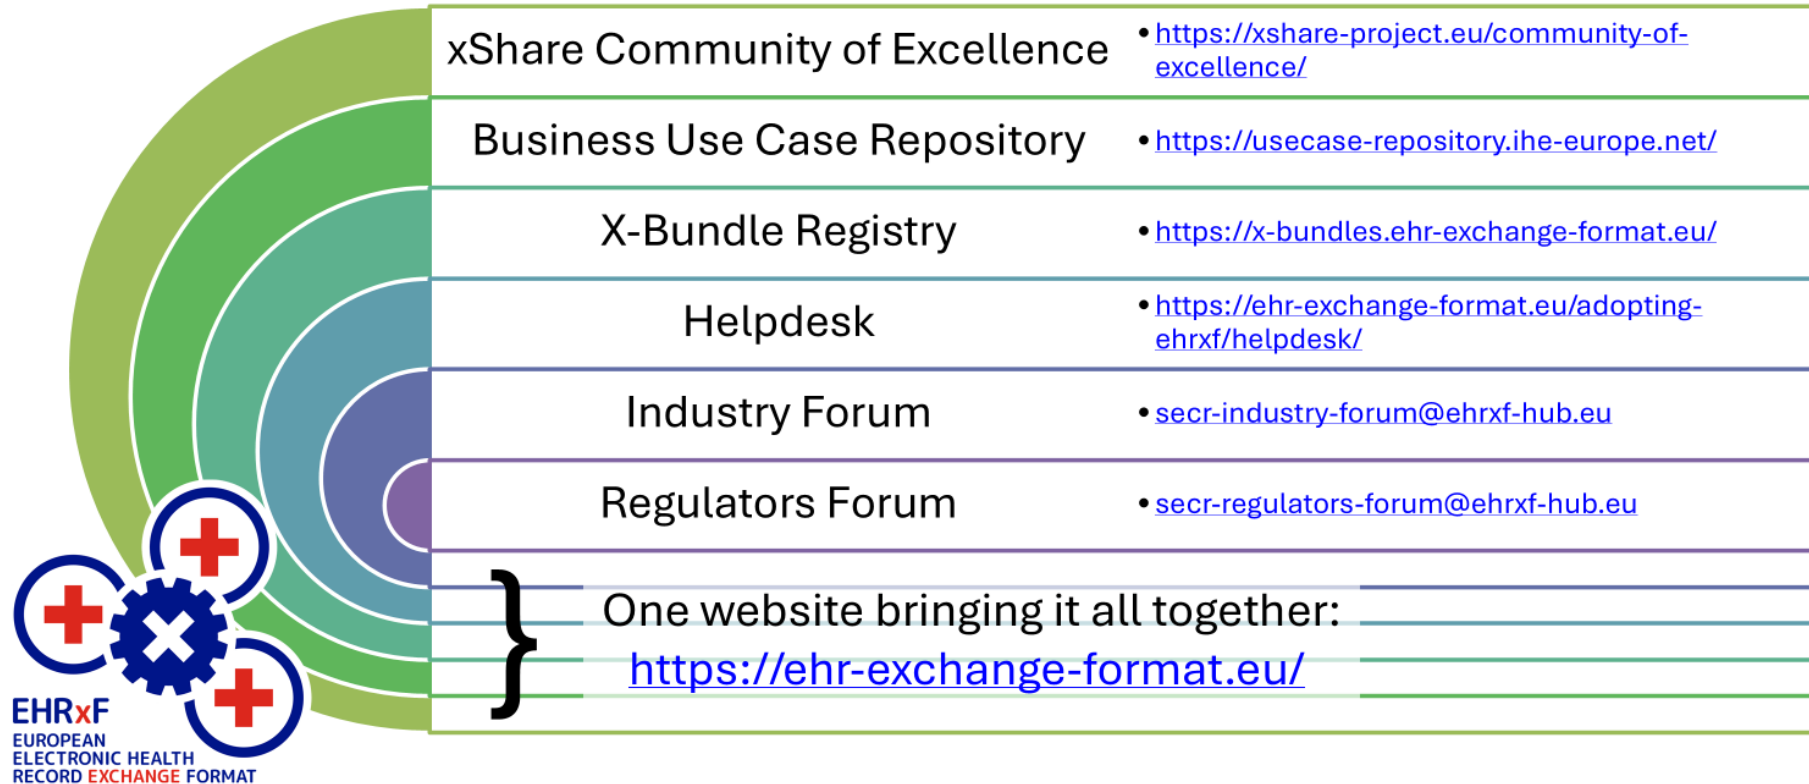 xShare Community of Excellence
• https://xshare-project.eu/community-of-
excellence/
Business Use Case Repository
• https://usecase-repository.ihe-europe.net/
X-Bundle Registry
• https://x-bundles.ehr-exchange-format.eu/
Helpdesk
• https://ehr-exchange-format.eu/adopting-
ehrxf/helpdesk/
Industry Forum
• secr-industry-forum@ehrxf-hub.eu
Regulators Forum
• secr-regulators-forum@ehrxf-hub.eu
} One website bringing it all together:
https://ehr-exchange-format.eu/
EHRxF
EUROPEAN
ELECTRONIC HEALTH
RECORD EXCHANGE FORMAT